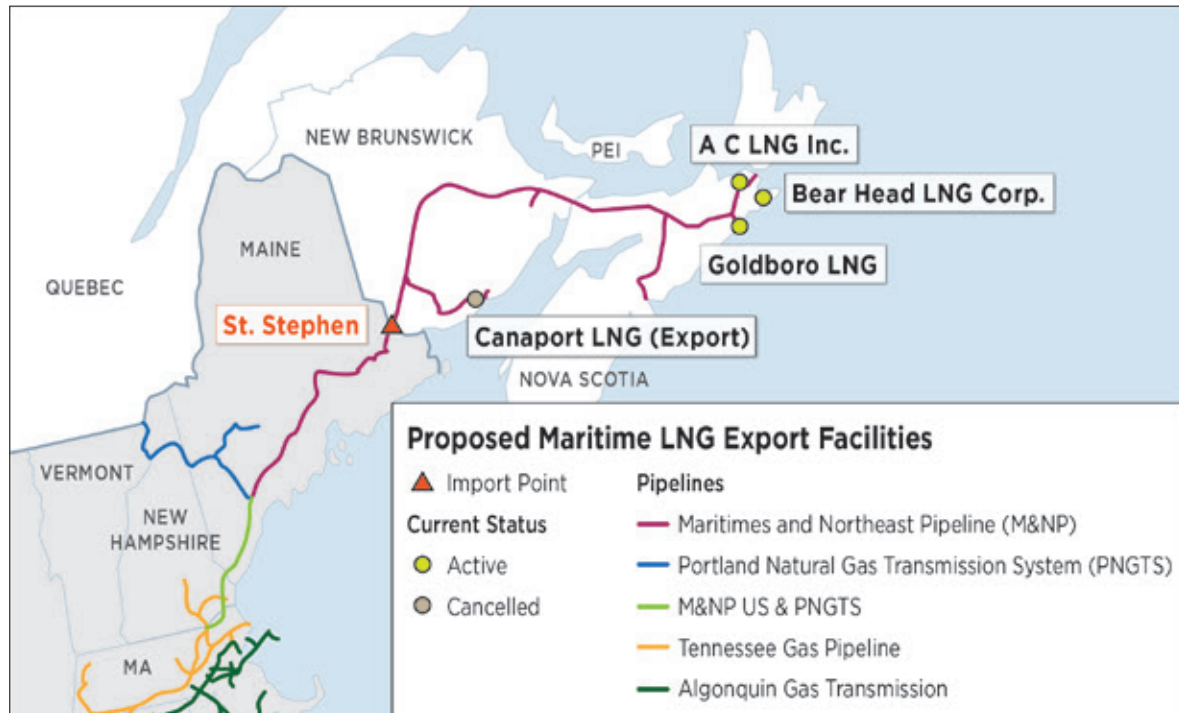 NEW BRUNSWICK
PEI
A C LNG Inc.
Bear Head LNG Corp.
MAINE
Goldboro LNG
QUEBEC
St. Stephen
Canaport LNG (Export)
NOVA SCOTIA
Proposed Maritime LNG Export Facilities
VERMONT
Import Point
Pipelines
NEW
HAMPSHIRE
Current Status
Maritimes and Northeast Pipeline (M&NP)
Active
Portland Natural Gas Transmission System (PNGTS)
Cancelled
M&NP US & PNGTS
MA
Tennessee Gas Pipeline
Algonquin Gas Transmission